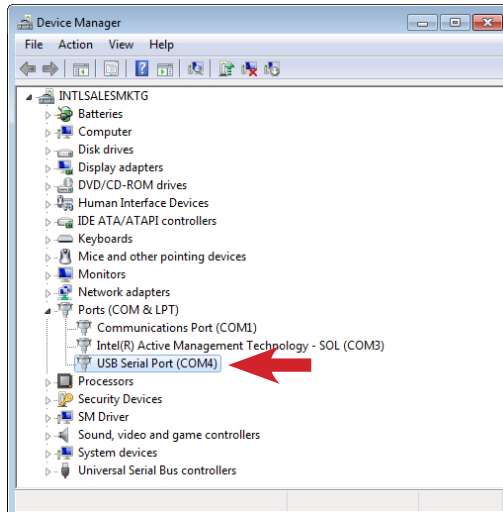 Device Manager
File Action View Help
INTLSALESMKTG
Batteries
Computer
Disk drives
Display adapters
DVD/CD-ROM drives
Human Interface Devices
IDE ATA/ATAPI controllers
Keyboards
Mice and other pointing devices
Monitors
Network adapters
Ports (COM & LPT)
Communications Port (COM1)
Intel(R) Active Management Technology - SOL (COM3)
USB Serial Port (COM4)
Processors
Security Devices
SM Driver
Sound, video and game controllers
System devices
Universal Serial Bus controllers